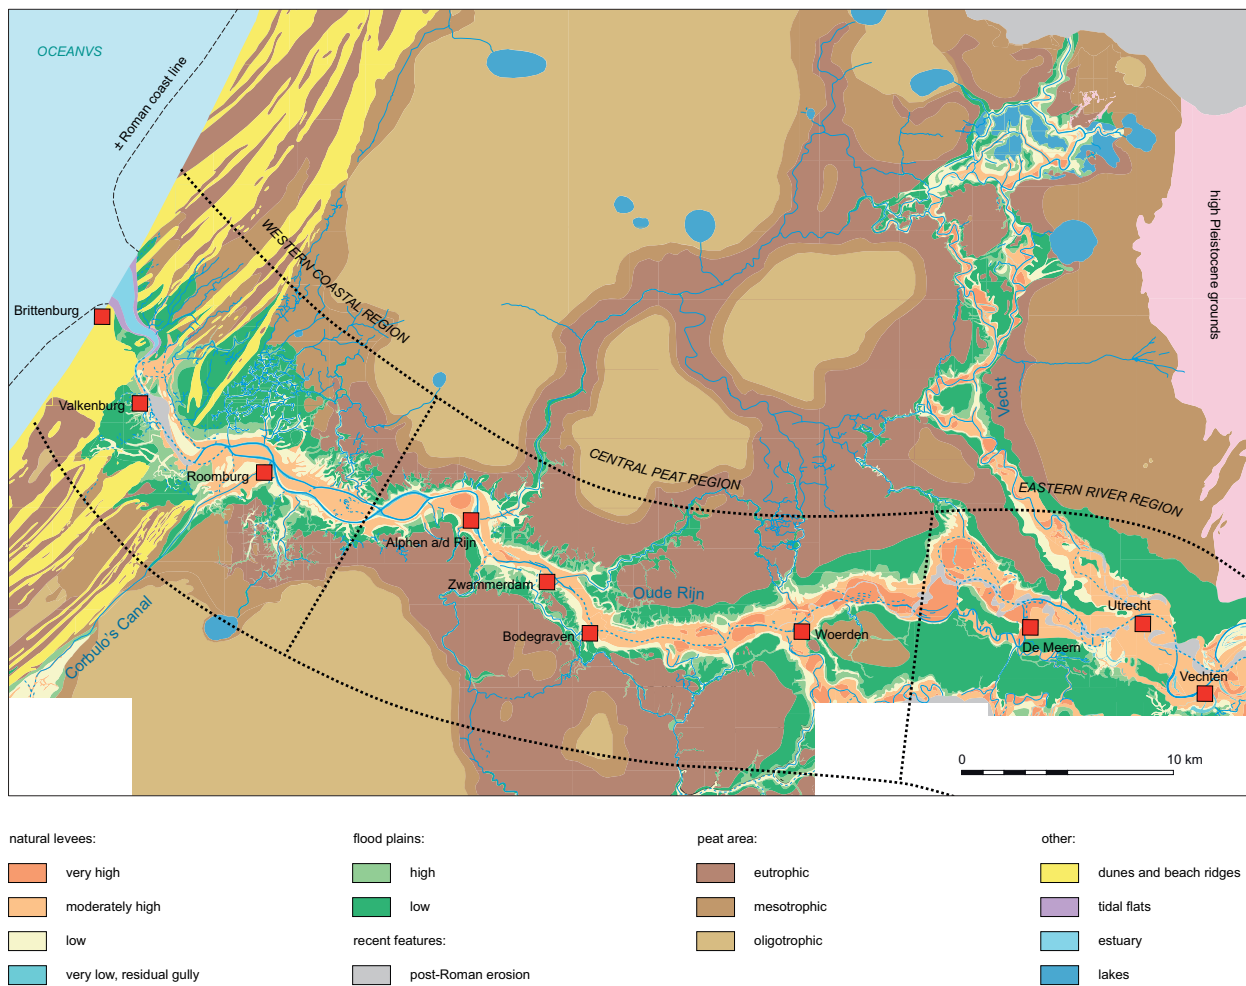 OCEANVS
± Roman coast line
WESTERN COASTAL REGION
high Pleistocene grounds
Brittenburg
Valkenburg
Vecht
Roomburg
CENTRAL PEAT REGION
EASTERN RIVER REGION
Alphen a/d Rijn
Zwammerdam
Oude Rijn
Corbulo's Canal
Bodegraven
Woerden
Utrecht
De Meern
Vechten
0 10 km
natural levees:
very high
moderately high
low
very low, residual gully
flood plains:
high
low
recent features:
post-Roman erosion
peat area:
eutrophic
mesotrophic
oligotrophic
other:
dunes and beach ridges
tidal flats
estuary
lakes